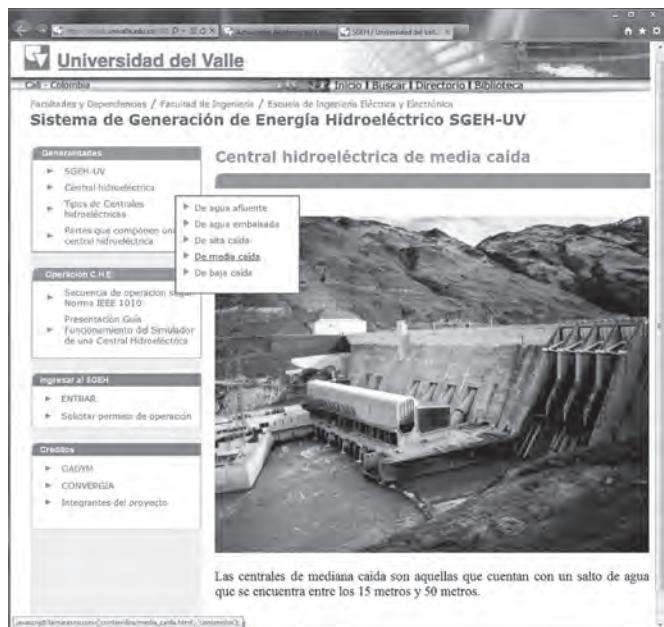 SGEH / Universidad del Vall...
Universidad del Valle
Cali - Colombia
Inicio | Buscar | Directorio | Biblioteca
Facultades y Dependencias / Facultad de Ingeniería / Escuela de Ingeniería Eléctrica y Electrónica
Sistema de Generación de Energía Hidroeléctrico SGEH-UV
Generalidades
SGEH-UV
Central hidroeléctrica
Tipos de Centrales
hidroeléctricas
Partes que componen una
central hidroeléctrica
De agua afluente
De agua embalsada
De alta caída
De media caída
De baja caída
Operación C.H.E
Secuencia de operación según
Norma IEEE 1010
Presentación Guía
Funcionamiento del Simulador
de una Central Hidroeléctrica
Ingresar al SGEH
ENTRAR
Solicitar permiso de operación
Creditos
GADYM
CONVERGIA
Integrantes del proyecto
Central hidroeléctrica de media caída
Las centrales de mediana caída son aquellas que cuentan con un salto de agua
que se encuentra entre los 15 metros y 50 metros.